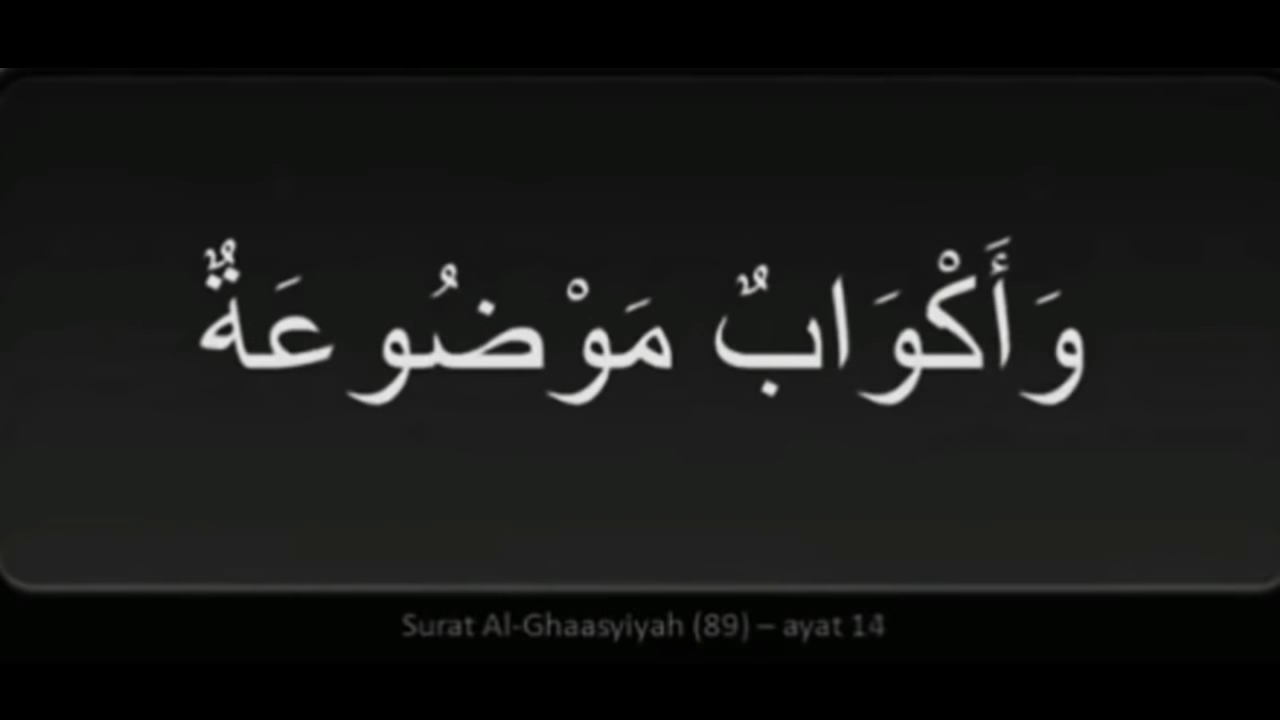 وَأَكْوَابٌ مَوْضُوعَةٌ
Surat Al-Ghaasyiyah (89) – ayat 14